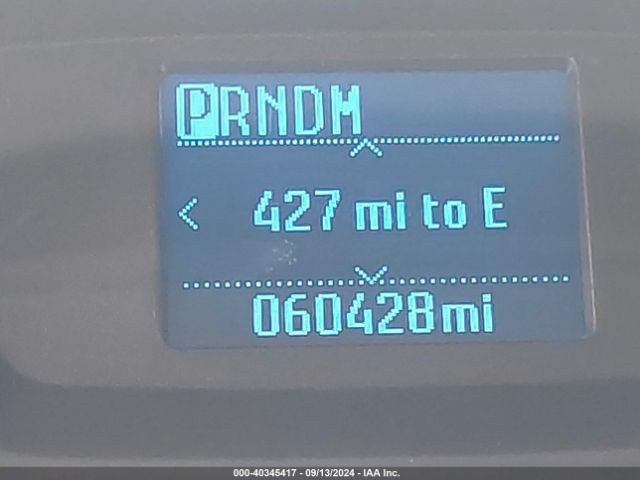 PRNDM
427 mi to E
060428mi
000-40345417 - 09/13/2024 - IAA Inc.